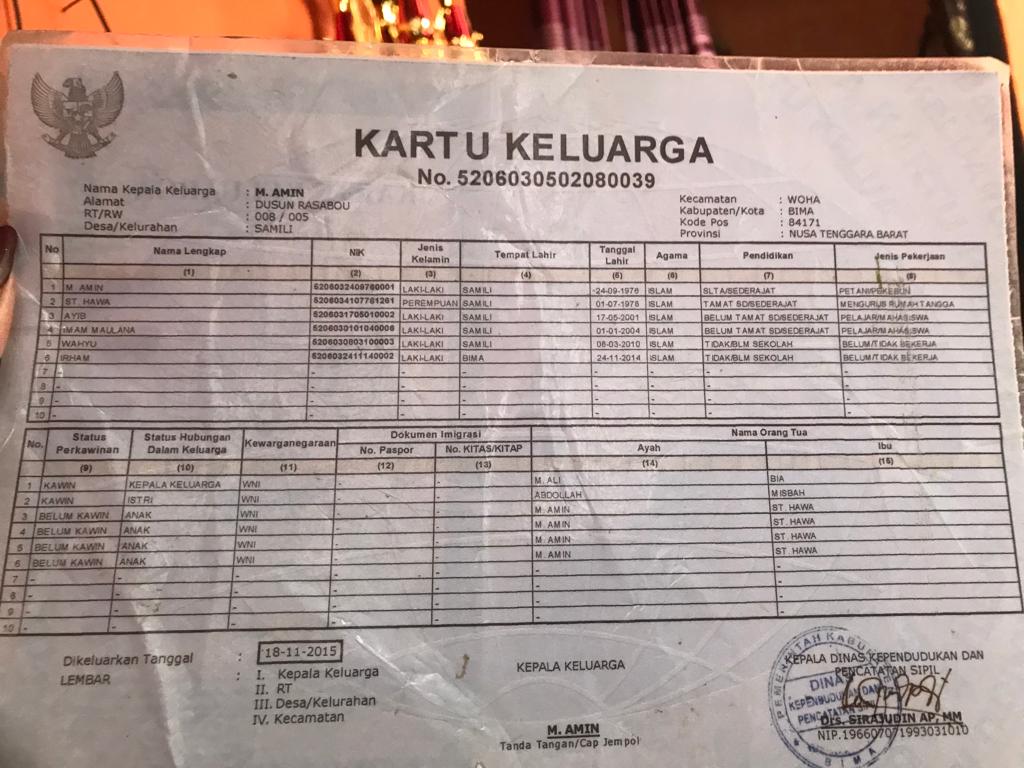 KARTU KELUARGA
No. 5206030502080039
Nama Kepala Keluarga : M. AMIN
Alamat : DUSUN RASABOU
RT/RW : 008 / 005
Desa/Kelurahan : SAMILI
Kecamatan : WOHA
Kabupaten/Kota : BIMA
Kode Pos : 84171
Provinsi : NUSA TENGGARA BARAT
No Nama Lengkap NIK Jenis Kelamin Tempat Lahir Tanggal Lahir Agama Pendidikan Jenis Pekerjaan
(1) (2) (3) (4) (5) (6) (7) (8)
1 M. AMIN 5206032409760001 LAKI-LAKI SAMILI -24-09-1976 ISLAM SLTA/SEDERAJAT PETANI/PEKEBUN
2 ST. HAWA 5206034107781261 PEREMPUAN SAMILI 01-07-1978 ISLAM TAMAT SD/SEDERAJAT MENGURUS RUMAH TANGGA
3 AYIB 5206031705010002 LAKI-LAKI SAMILI 17-05-2001 ISLAM BELUM TAMAT SD/SEDERAJAT PELAJAR/MAHASISWA
4 IMAM MAULANA 5206030101040006 LAKI-LAKI SAMILI 01-01-2004 ISLAM BELUM TAMAT SD/SEDERAJAT PELAJAR/MAHASISWA
5 WAHYU 5206030803100003 LAKI-LAKI SAMILI 08-03-2010 ISLAM TIDAK/BLM SEKOLAH BELUM/TIDAK BEKERJA
6 IRHAM 5206032411140002 LAKI-LAKI BIMA 24-11-2014 ISLAM TIDAK/BLM SEKOLAH BELUM/TIDAK BEKERJA
7 - - - - - - - -
8 - - - - - - - -
9 - - - - - - - -
10 - - - - - - - -
No. Status Perkawinan Status Hubungan Dalam Keluarga Kewarganegaraan Dokumen Imigrasi Nama Orang Tua
No. Paspor No. KITAS/KITAP Ayah Ibu
(9) (10) (11) (12) (13) (14) (15)
1 KAWIN KEPALA KELUARGA WNI - - M. ALI BIA
2 KAWIN ISTRI WNI - - ABDOLLAH MISBAH
3 BELUM KAWIN ANAK WNI - - M. AMIN ST. HAWA
4 BELUM KAWIN ANAK WNI - - M. AMIN ST. HAWA
5 BELUM KAWIN ANAK WNI - - M. AMIN ST. HAWA
6 BELUM KAWIN ANAK WNI - - M. AMIN ST. HAWA
7 - - - - - - -
8 - - - - - - -
9 - - - - - - -
10 - - - - - - -
Dikeluarkan Tanggal : 18-11-2015
LEMBAR : I. Kepala Keluarga
II. RT
III. Desa/Kelurahan
IV. Kecamatan
KEPALA KELUARGA
M. AMIN
Tanda Tangan/Cap Jempol
KEPALA DINAS KEPENDUDUKAN DAN
PENCATATAN SIPIL
Drs. SIRAJUDIN AP, MM
NIP.196607071993031010
PEMERINTAH KABUPATEN
DINAS
KEPENDUDUKAN DAN
PENCATATAN SIPIL
BIMA